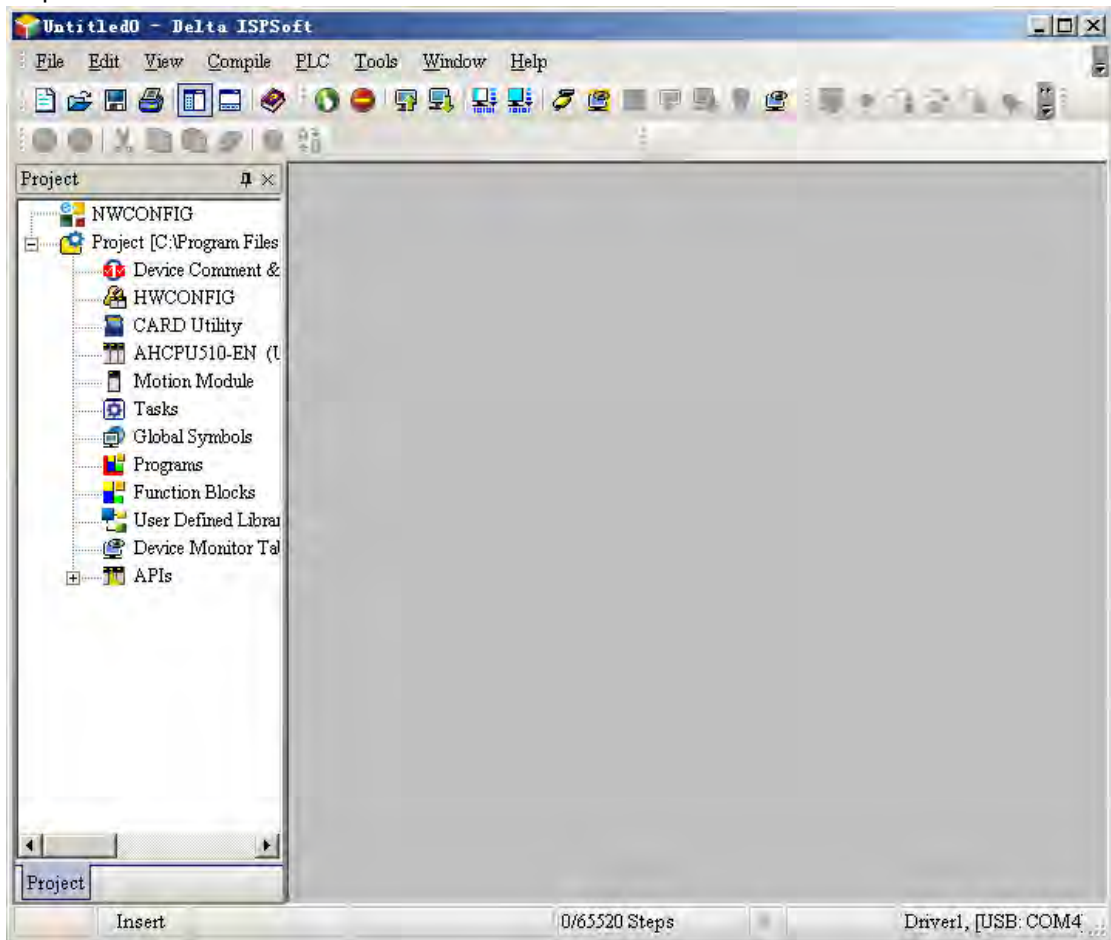 Untitled0 - Delta ISPSoft
File Edit View Compile PLC Tools Window Help
Project
NWCONFIG
Project [C:\Program Files
Device Comment &
HWCONFIG
CARD Utility
AHCPU510-EN (U
Motion Module
Tasks
Global Symbols
Programs
Function Blocks
User Defined Librar
Device Monitor Tal
APIs
Project
Insert 0/65520 Steps Driver1, [USB: COM4